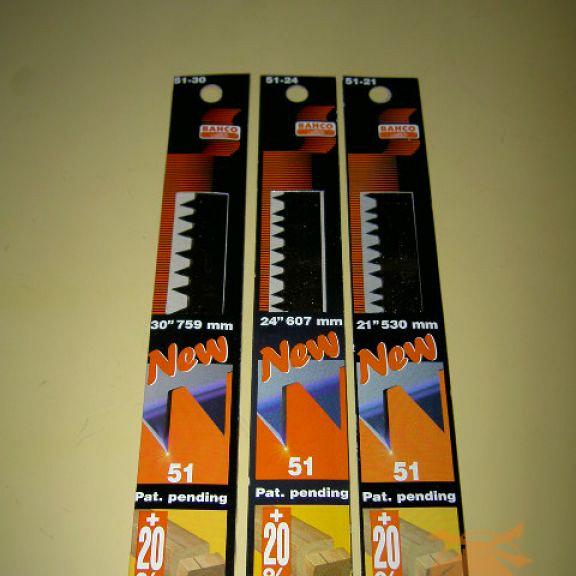 51-30
BAHCO
30" 759 mm
New
51
Pat. pending
+
20
%
51-24
BAHCO
24" 607 mm
New
51
Pat. pending
+
20
%
51-21
BAHCO
21" 530 mm
New
51
Pat. pending
+
20